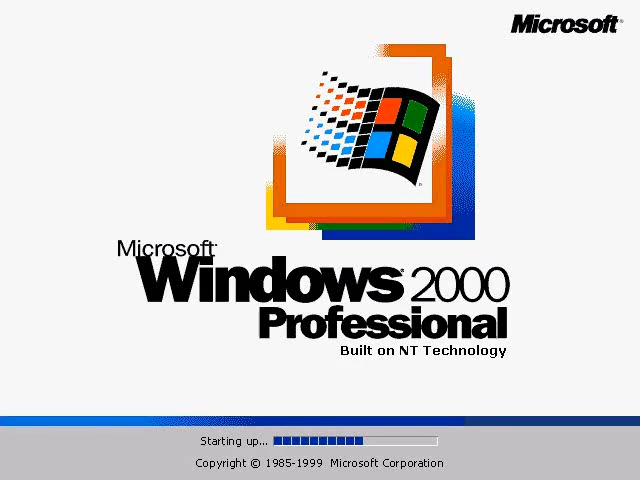 Microsoft®
Microsoft®
Windows® 2000
Professional
Built on NT Technology
Starting up...
Copyright © 1985-1999 Microsoft Corporation